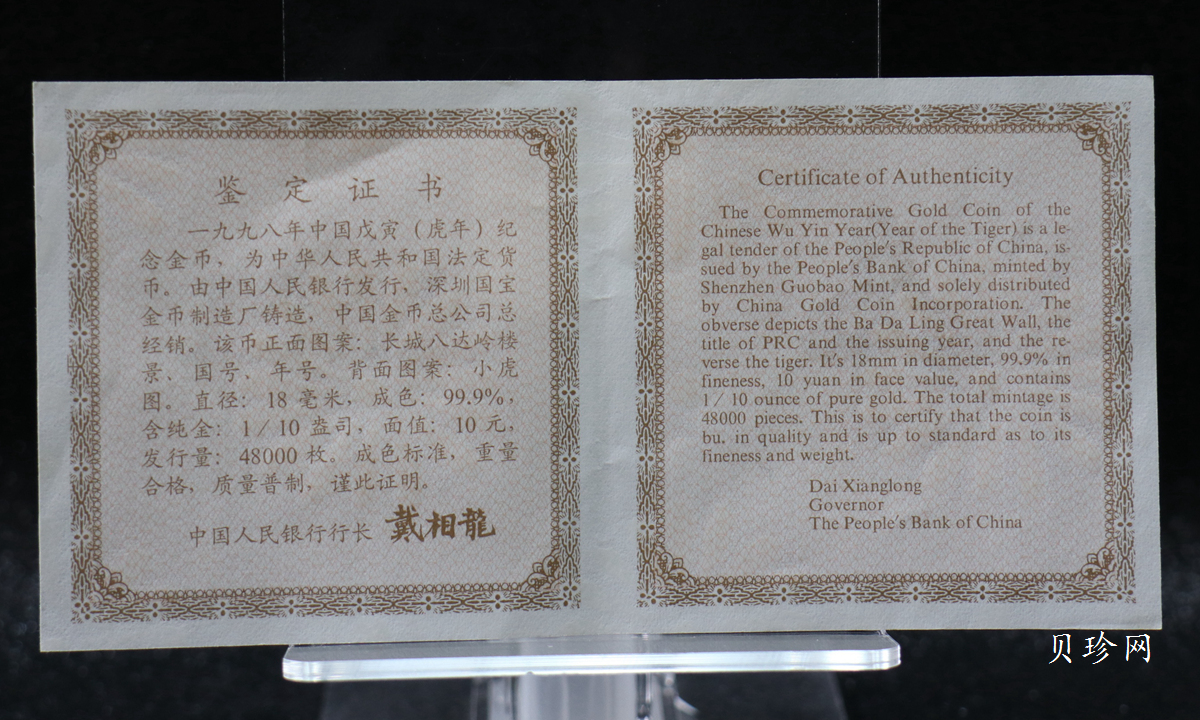 鉴定证书
一九九八年中国戊寅（虎年）纪
念金币，为中华人民共和国法定货
币。由中国人民银行发行，深圳国宝
金币制造厂铸造，中国金币总公司总
经销。该币正面图案：长城八达岭楼
景、国号、年号。背面图案：小虎
图。直径：18毫米，成色：99.9%，
含纯金：1/10盎司，面值：10元，
发行量：48000枚。成色标准，重量
合格，质量普制，谨此证明。
中国人民银行行长 戴相龍
Certificate of Authenticity
The Commemorative Gold Coin of the
Chinese Wu Yin Year(Year of the Tiger) is a le-
gal tender of the People's Republic of China, is-
sued by the People's Bank of China, minted by
Shenzhen Guobao Mint, and solely distributed
by China Gold Coin Incorporation. The
obverse depicts the Ba Da Ling Great Wall, the
title of PRC and the issuing year, and the re-
verse the tiger. It's 18mm in diameter, 99.9% in
fineness, 10 yuan in face value, and contains
1/10 ounce of pure gold. The total mintage is
48000 pieces. This is to certify that the coin is
bu. in quality and is up to standard as to its
fineness and weight.
Dai Xianglong
Governor
The People's Bank of China
贝珍网